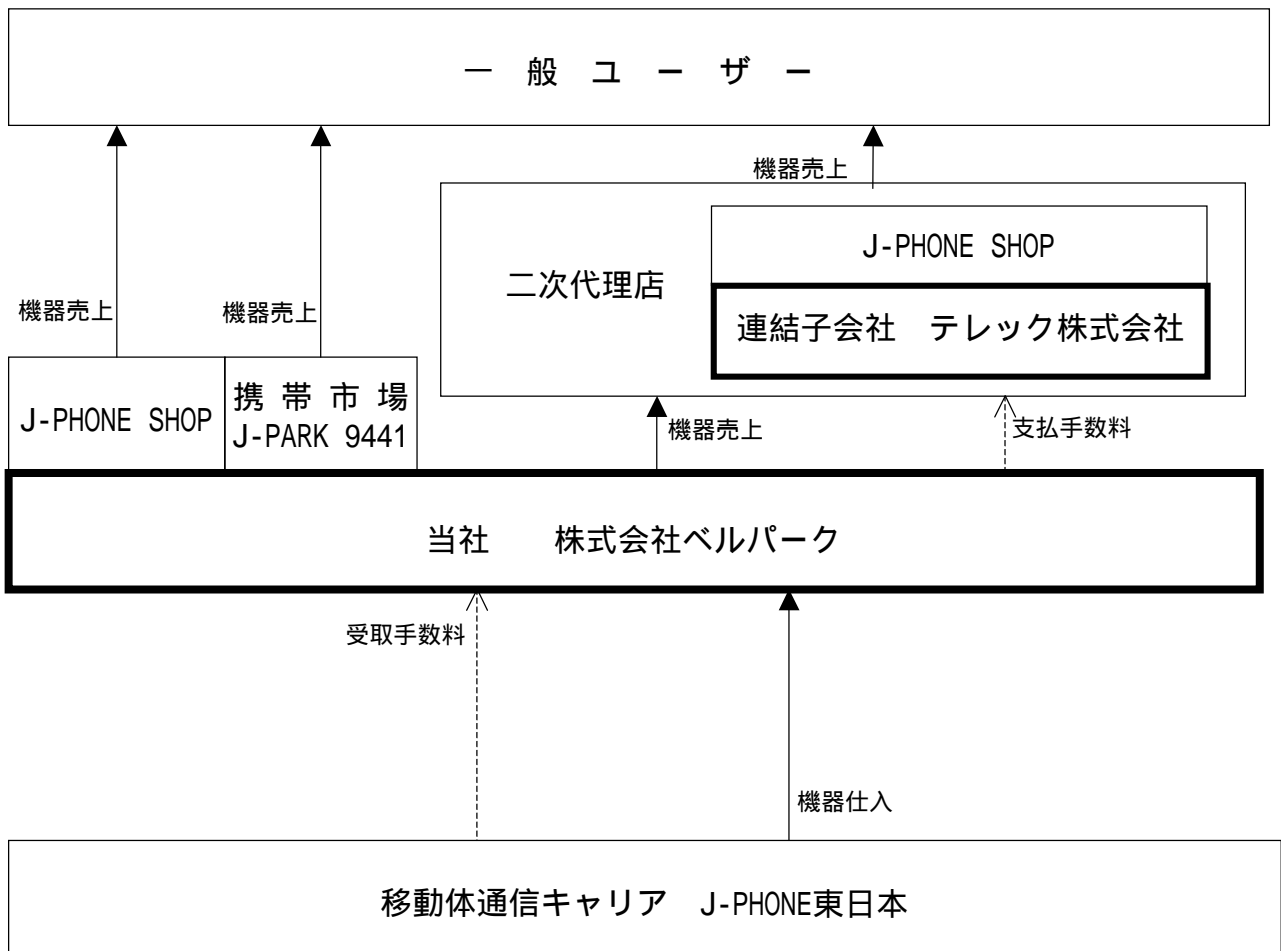 一 般 ユ ー ザ ー
機器売上
J-PHONE SHOP
二次代理店
連結子会社　テレック株式会社
機器売上
機器売上
J-PHONE SHOP
携 帯 市 場
J-PARK 9441
機器売上
支払手数料
当社　　株式会社ベルパーク
受取手数料
機器仕入
移動体通信キャリア　J-PHONE東日本